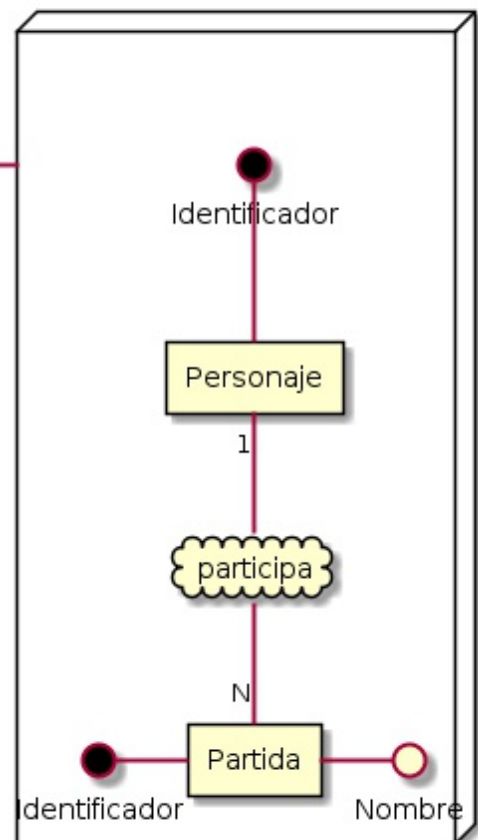 Identificador
Personaje
1
participa
N
Partida
Identificador
Nombre